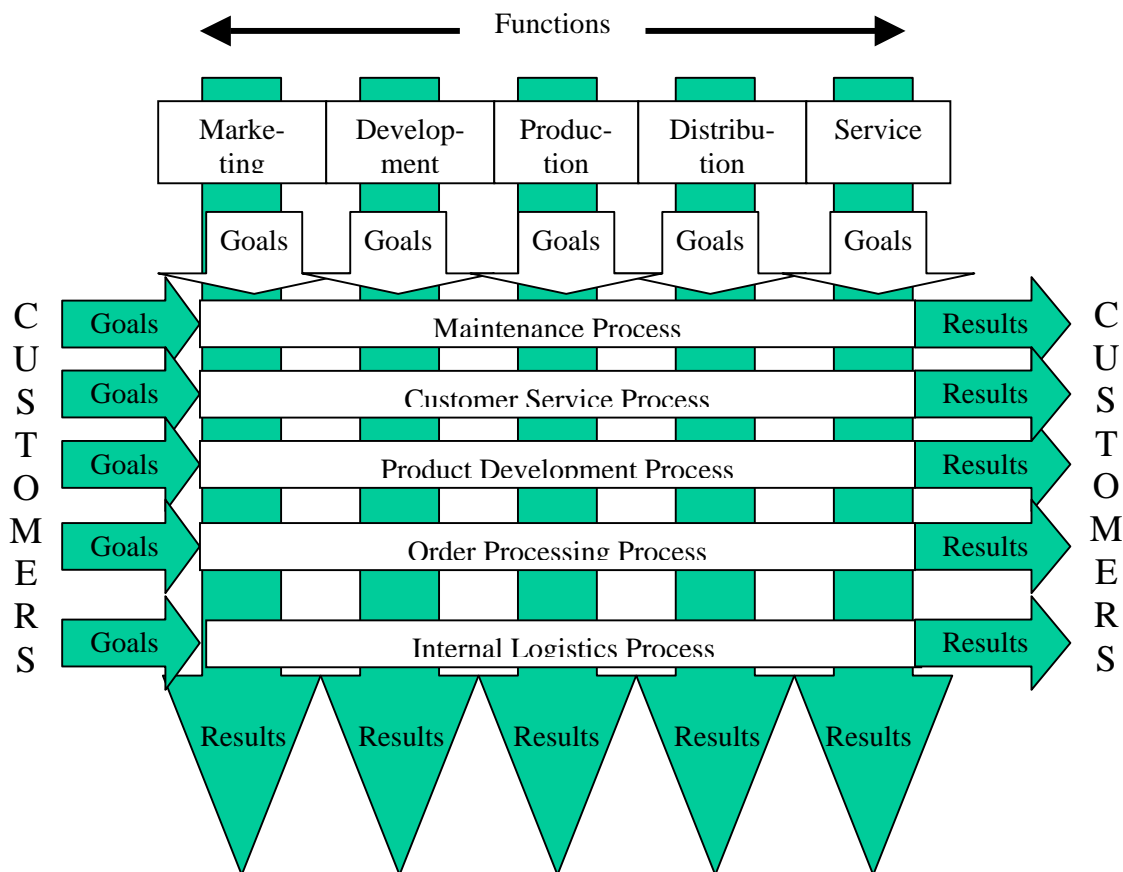 Functions
Marke-
ting
Develop-
ment
Produc-
tion
Distribu-
tion
Service
Goals
Goals
Goals
Goals
Goals
CUSTOMERS
Goals
Maintenance Process
Results
Goals
Customer Service Process
Results
Goals
Product Development Process
Results
Goals
Order Processing Process
Results
Goals
Internal Logistics Process
Results
CUSTOMERS
Results
Results
Results
Results
Results